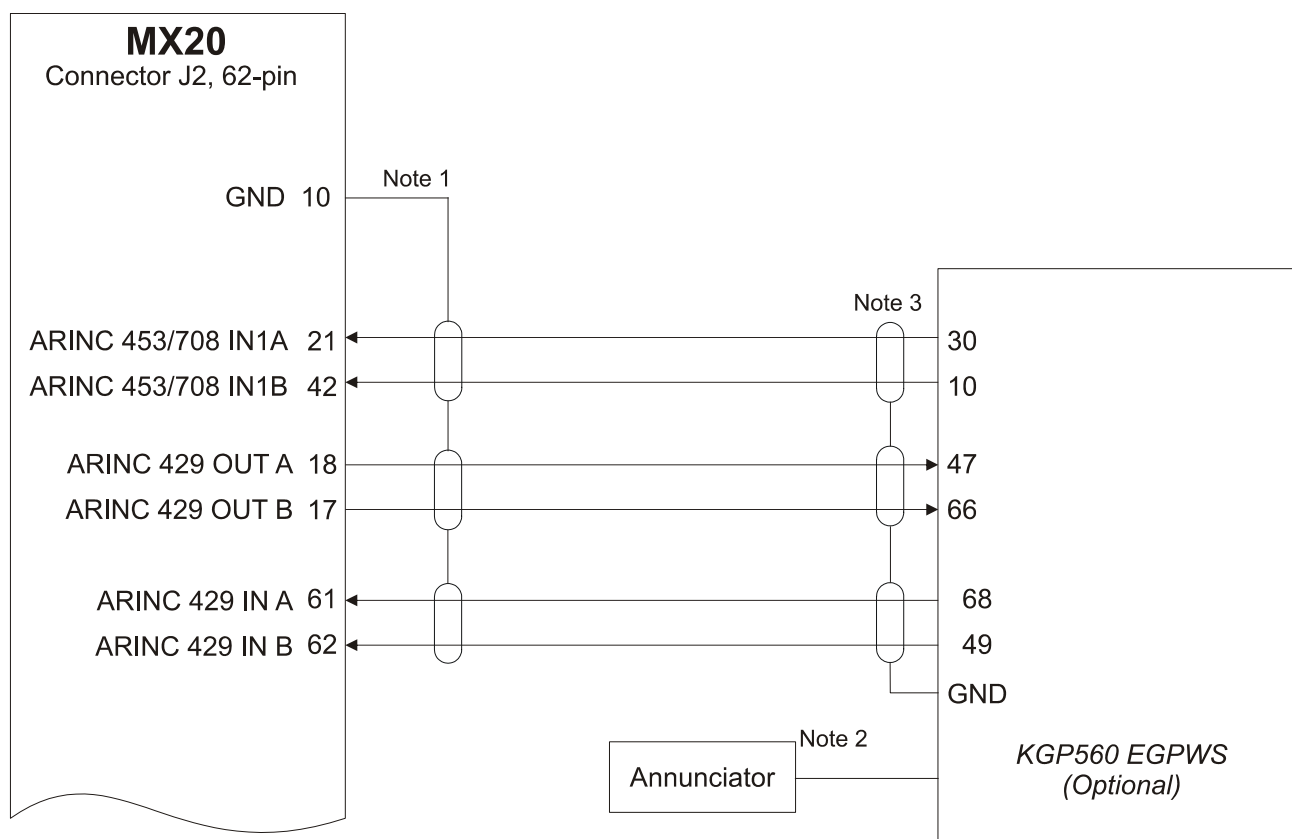 MX20
Connector J2, 62-pin
GND 10
Note 1
Note 3
ARINC 453/708 IN1A 21
30
ARINC 453/708 IN1B 42
10
ARINC 429 OUT A 18
47
ARINC 429 OUT B 17
66
ARINC 429 IN A 61
68
ARINC 429 IN B 62
49
GND
Note 2
Annunciator
KGP560 EGPWS
(Optional)